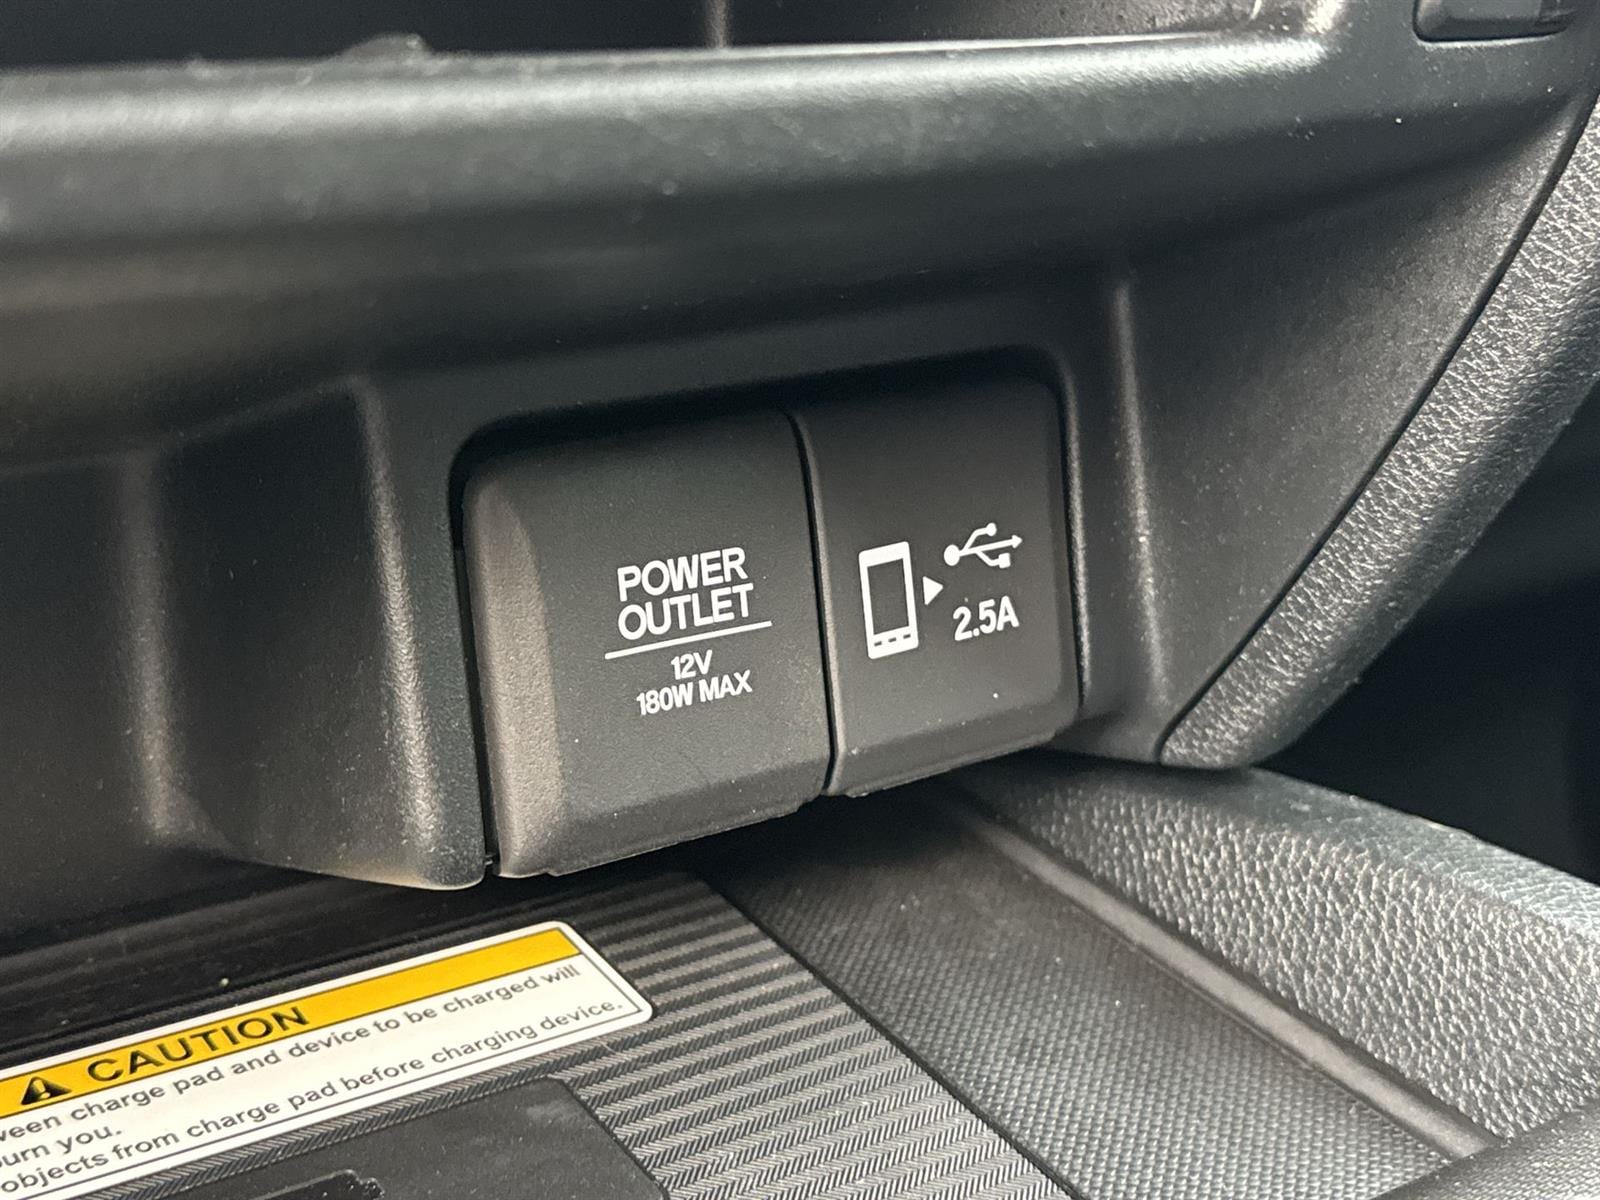 POWER
OUTLET
12V
180W MAX
2.5A
CAUTION
charge pad and device to be charged will
you.
objects from charge pad before charging device.